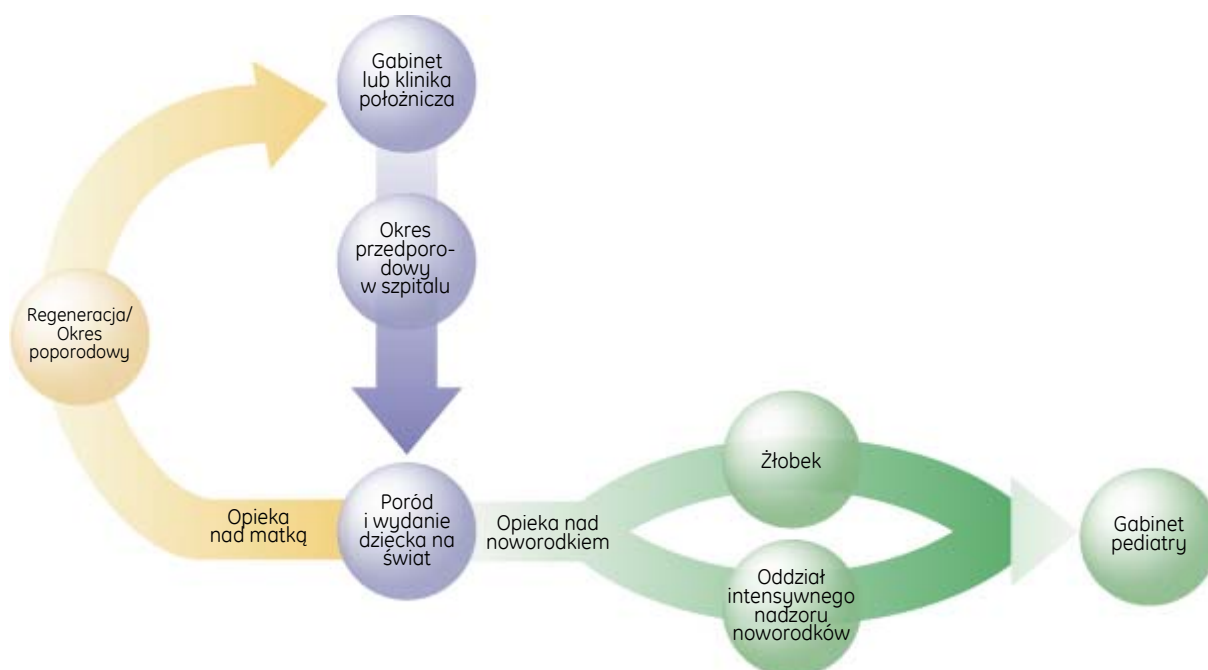 Gabinet
lub klinika
położnicza
Okres
przedporo-
dowy
w szpitalu
Regeneracja/
Okres
poporodowy
Opieka
nad matką
Poród
i wydanie
dziecka na
świat
Opieka nad
noworodkiem
Żłobek
Oddział
intensywnego
nadzoru
noworodków
Gabinet
pediatry